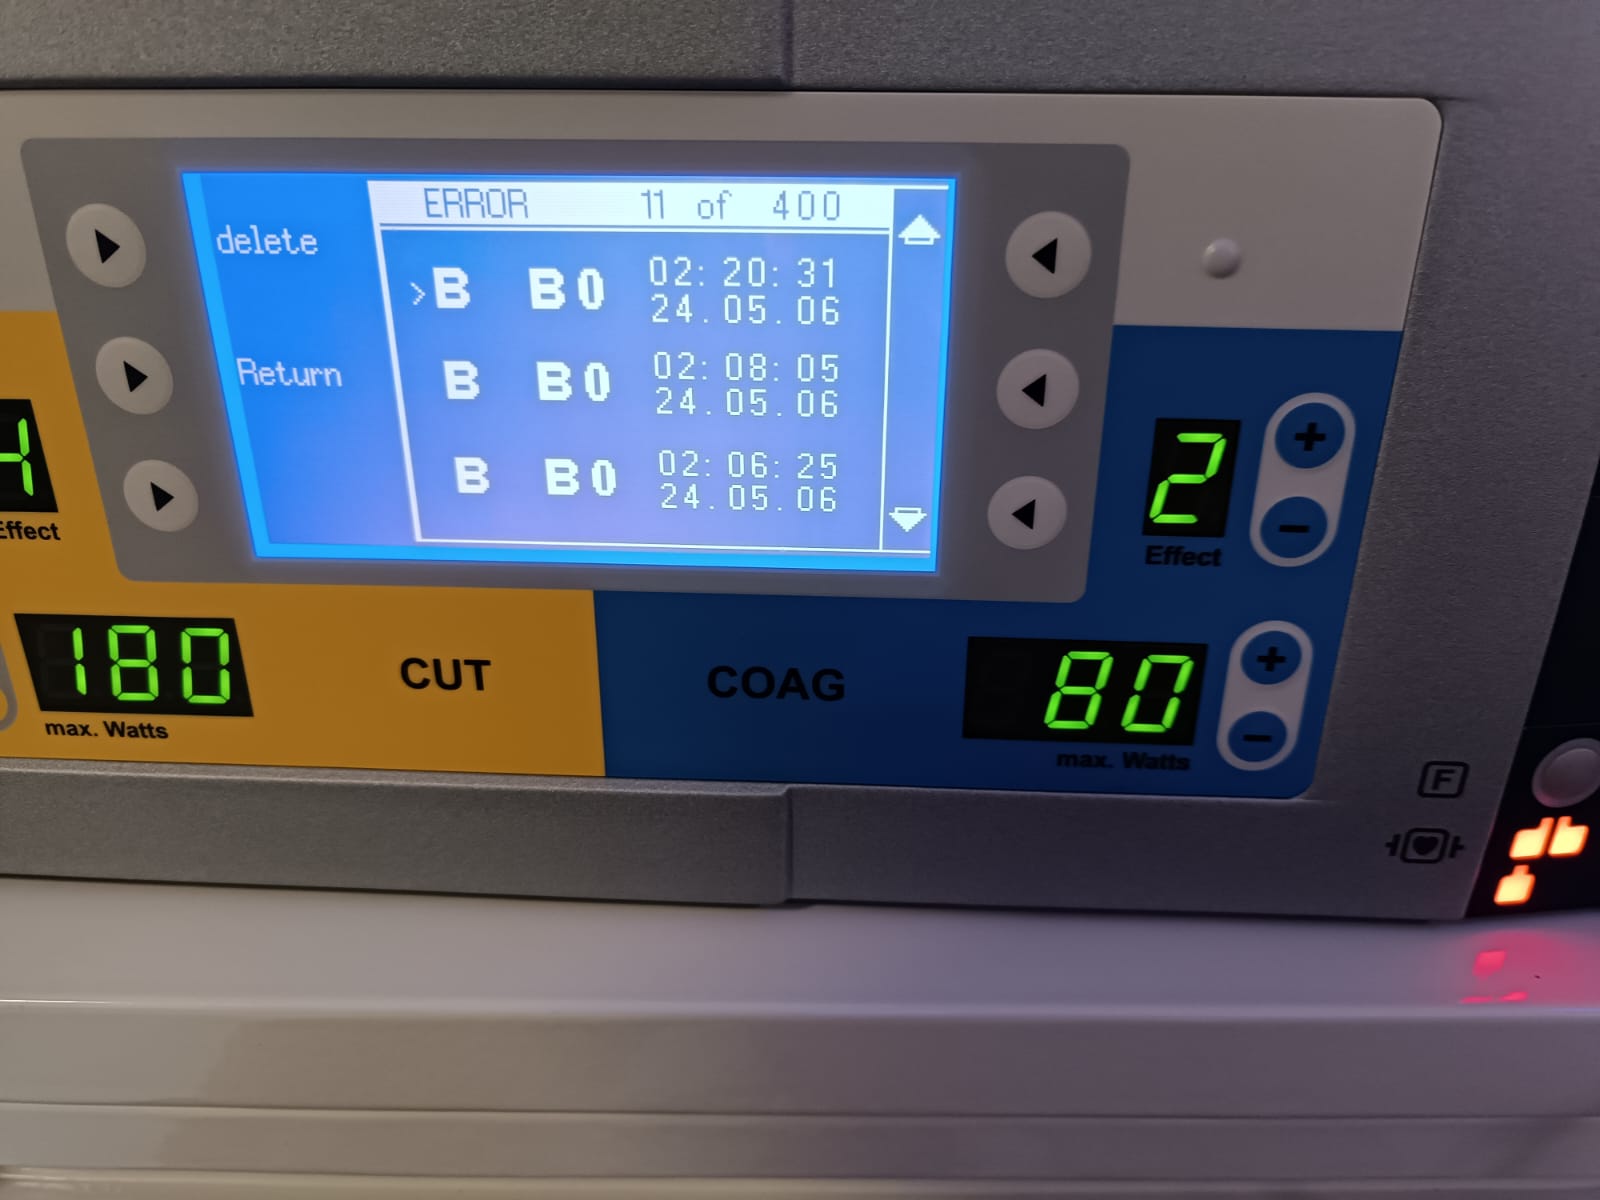 ERROR 11 of 400
delete
>B B0 02:20:31
24.05.06
Return
B B0 02:08:05
24.05.06
B B0 02:06:25
24.05.06
4
Effect
2
Effect
180
max. Watts
CUT
COAG
80
max. Watts
F